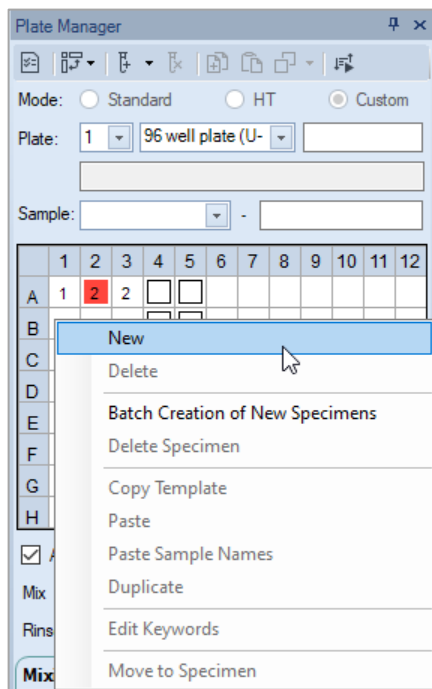 Plate Manager
Mode: Standard HT Custom
Plate: 1 96 well plate (U-
Sample: -
1 2 3 4 5 6 7 8 9 10 11 12
A 1 2 2
B
New
C
Delete
D
E Batch Creation of New Specimens
F Delete Specimen
G Copy Template
H Paste
Paste Sample Names
Mix Duplicate
Rins Edit Keywords
Move to Specimen